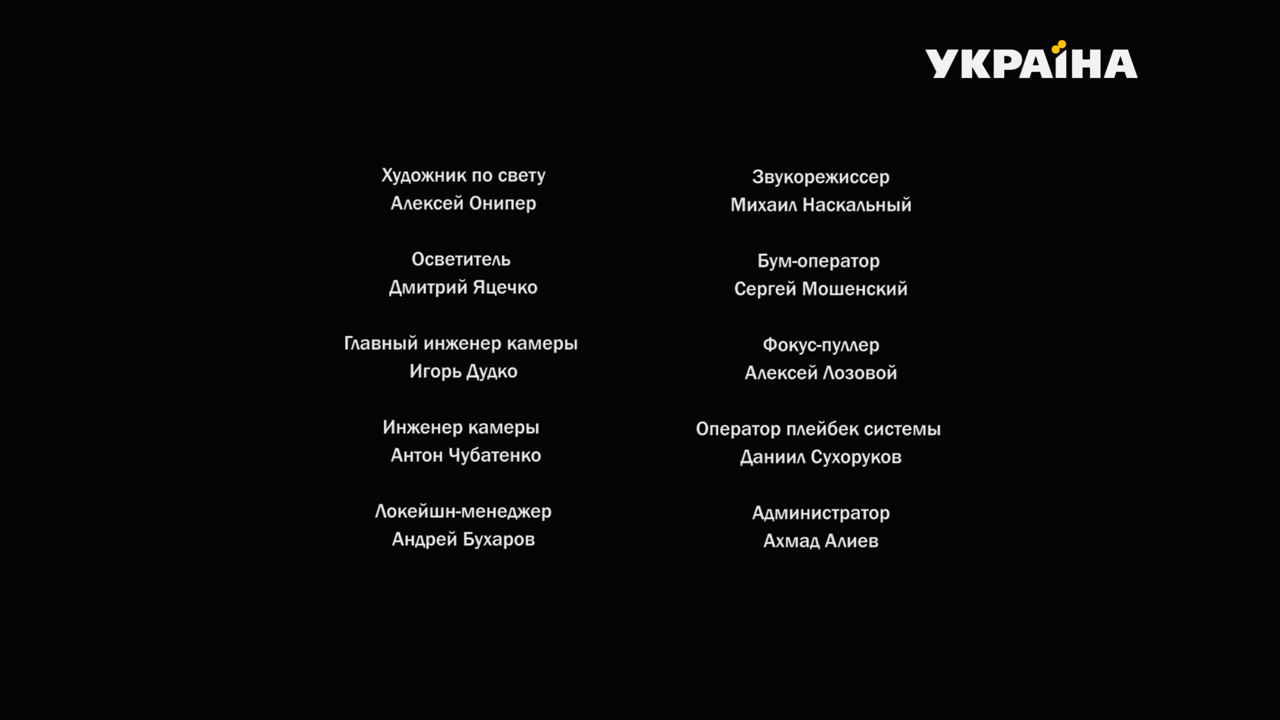 УКРАЇНА
Художник по свету
Алексей Онипер
Осветитель
Дмитрий Яцечко
Главный инженер камеры
Игорь Дудко
Инженер камеры
Антон Чубатенко
Локейшн-менеджер
Андрей Бухаров
Звукорежиссер
Михаил Наскальный
Бум-оператор
Сергей Мошенский
Фокус-пуллер
Алексей Лозовой
Оператор плейбек системы
Даниил Сухоруков
Администратор
Ахмад Алиев